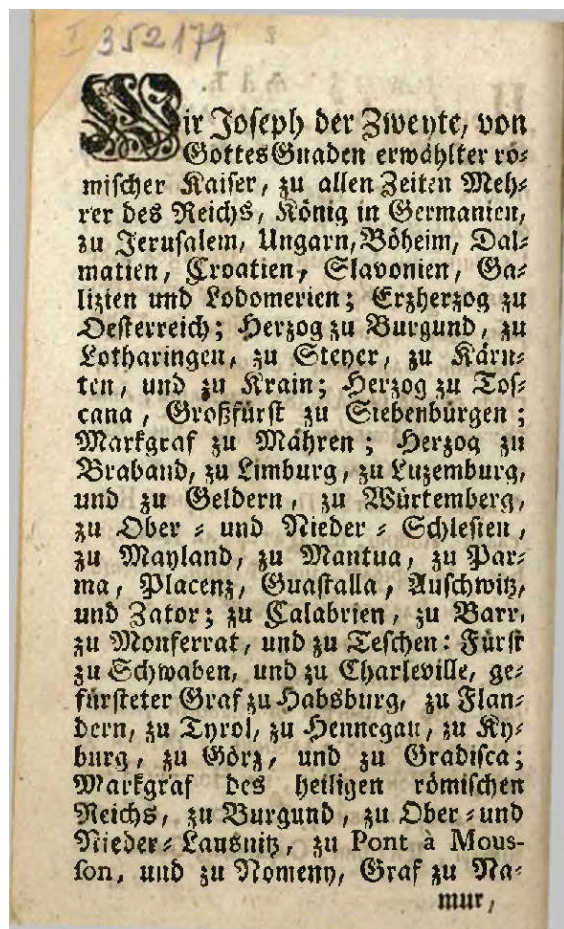 I 352179
Wir Joseph der Zweyte, von
Gottes Gnaden erwåhlter rö⸗
mischer Kaiser, zu allen Zeiten Meh⸗
rer des Reichs, König in Germanien,
zu Jerusalem, Ungarn, Böheim, Dal⸗
matien, Croatien, Slavonien, Ga⸗
lizien und Lodomerien; Erzherzog zu
Oesterreich; Herzog zu Burgund, zu
Lotharingen, zu Steyer, zu Kärn⸗
ten, und zu Krain; Herzog zu Tos⸗
cana, Großfürst zu Siebenbürgen;
Markgraf zu Mähren; Herzog zu
Braband, zu Limburg, zu Luzemburg,
und zu Geldern, zu Würtemberg,
zu Ober⸗ und Nieder⸗Schlesien,
zu Mayland, zu Mantua, zu Par⸗
ma, Placenz, Guastalla, Auschwitz,
und Zator; zu Calabrien, zu Barr,
zu Monferrat, und zu Teschen: Fürst
zu Schwaben, und zu Charleville, ge⸗
fürsteter Graf zu Habsburg, zu Flan⸗
dern, zu Tyrol, zu Hennegau, zu Ky⸗
burg, zu Görz, und zu Gradisca;
Markgraf des heiligen römischen
Reichs, zu Burgund, zu Ober⸗und
Nieder⸗Lausnitz, zu Pont à Mous-
son, und zu Nomeny, Graf zu Na⸗
mur,